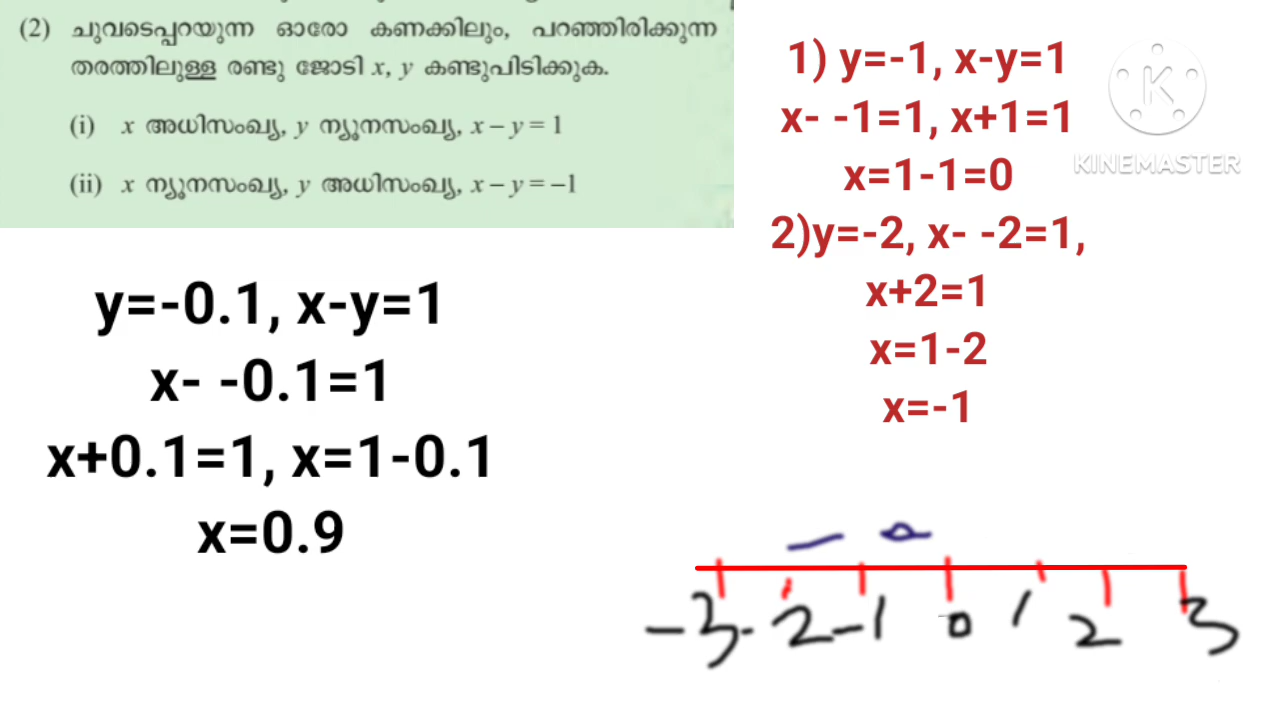 (2) ചുവടെപ്പറയുന്ന ഓരോ കണക്കിലും, പറഞ്ഞിരിക്കുന്ന
തരത്തിലുള്ള രണ്ടു ജോടി x, y കണ്ടുപിടിക്കുക.
(i) x അധിസംഖ്യ, y ന്യൂനസംഖ്യ, x – y = 1
(ii) x ന്യൂനസംഖ്യ, y അധിസംഖ്യ, x – y = –1
y=-0.1, x-y=1
x- -0.1=1
x+0.1=1, x=1-0.1
x=0.9
1) y=-1, x-y=1
x- -1=1, x+1=1
x=1-1=0
2)y=-2, x- -2=1,
x+2=1
x=1-2
x=-1
K
KINEMASTER
-3 -2 -1 0 1 2 3